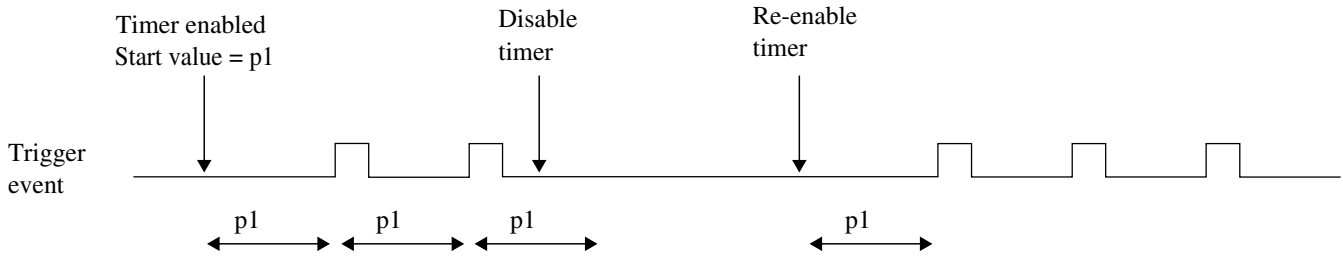 Timer enabled
Start value = p1
Disable
timer
Re-enable
timer
Trigger
event
p1
p1
p1
p1